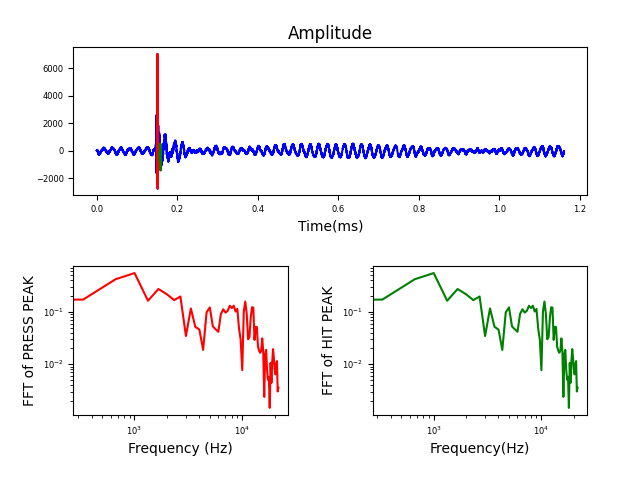 Amplitude
6000
4000
2000
0
−2000
0.0 0.2 0.4 0.6 0.8 1.0 1.2
Time(ms)
FFT of PRESS PEAK
10⁻¹
10⁻²
10³ 10⁴
Frequency (Hz)
FFT of HIT PEAK
10⁻¹
10⁻²
10³ 10⁴
Frequency(Hz)